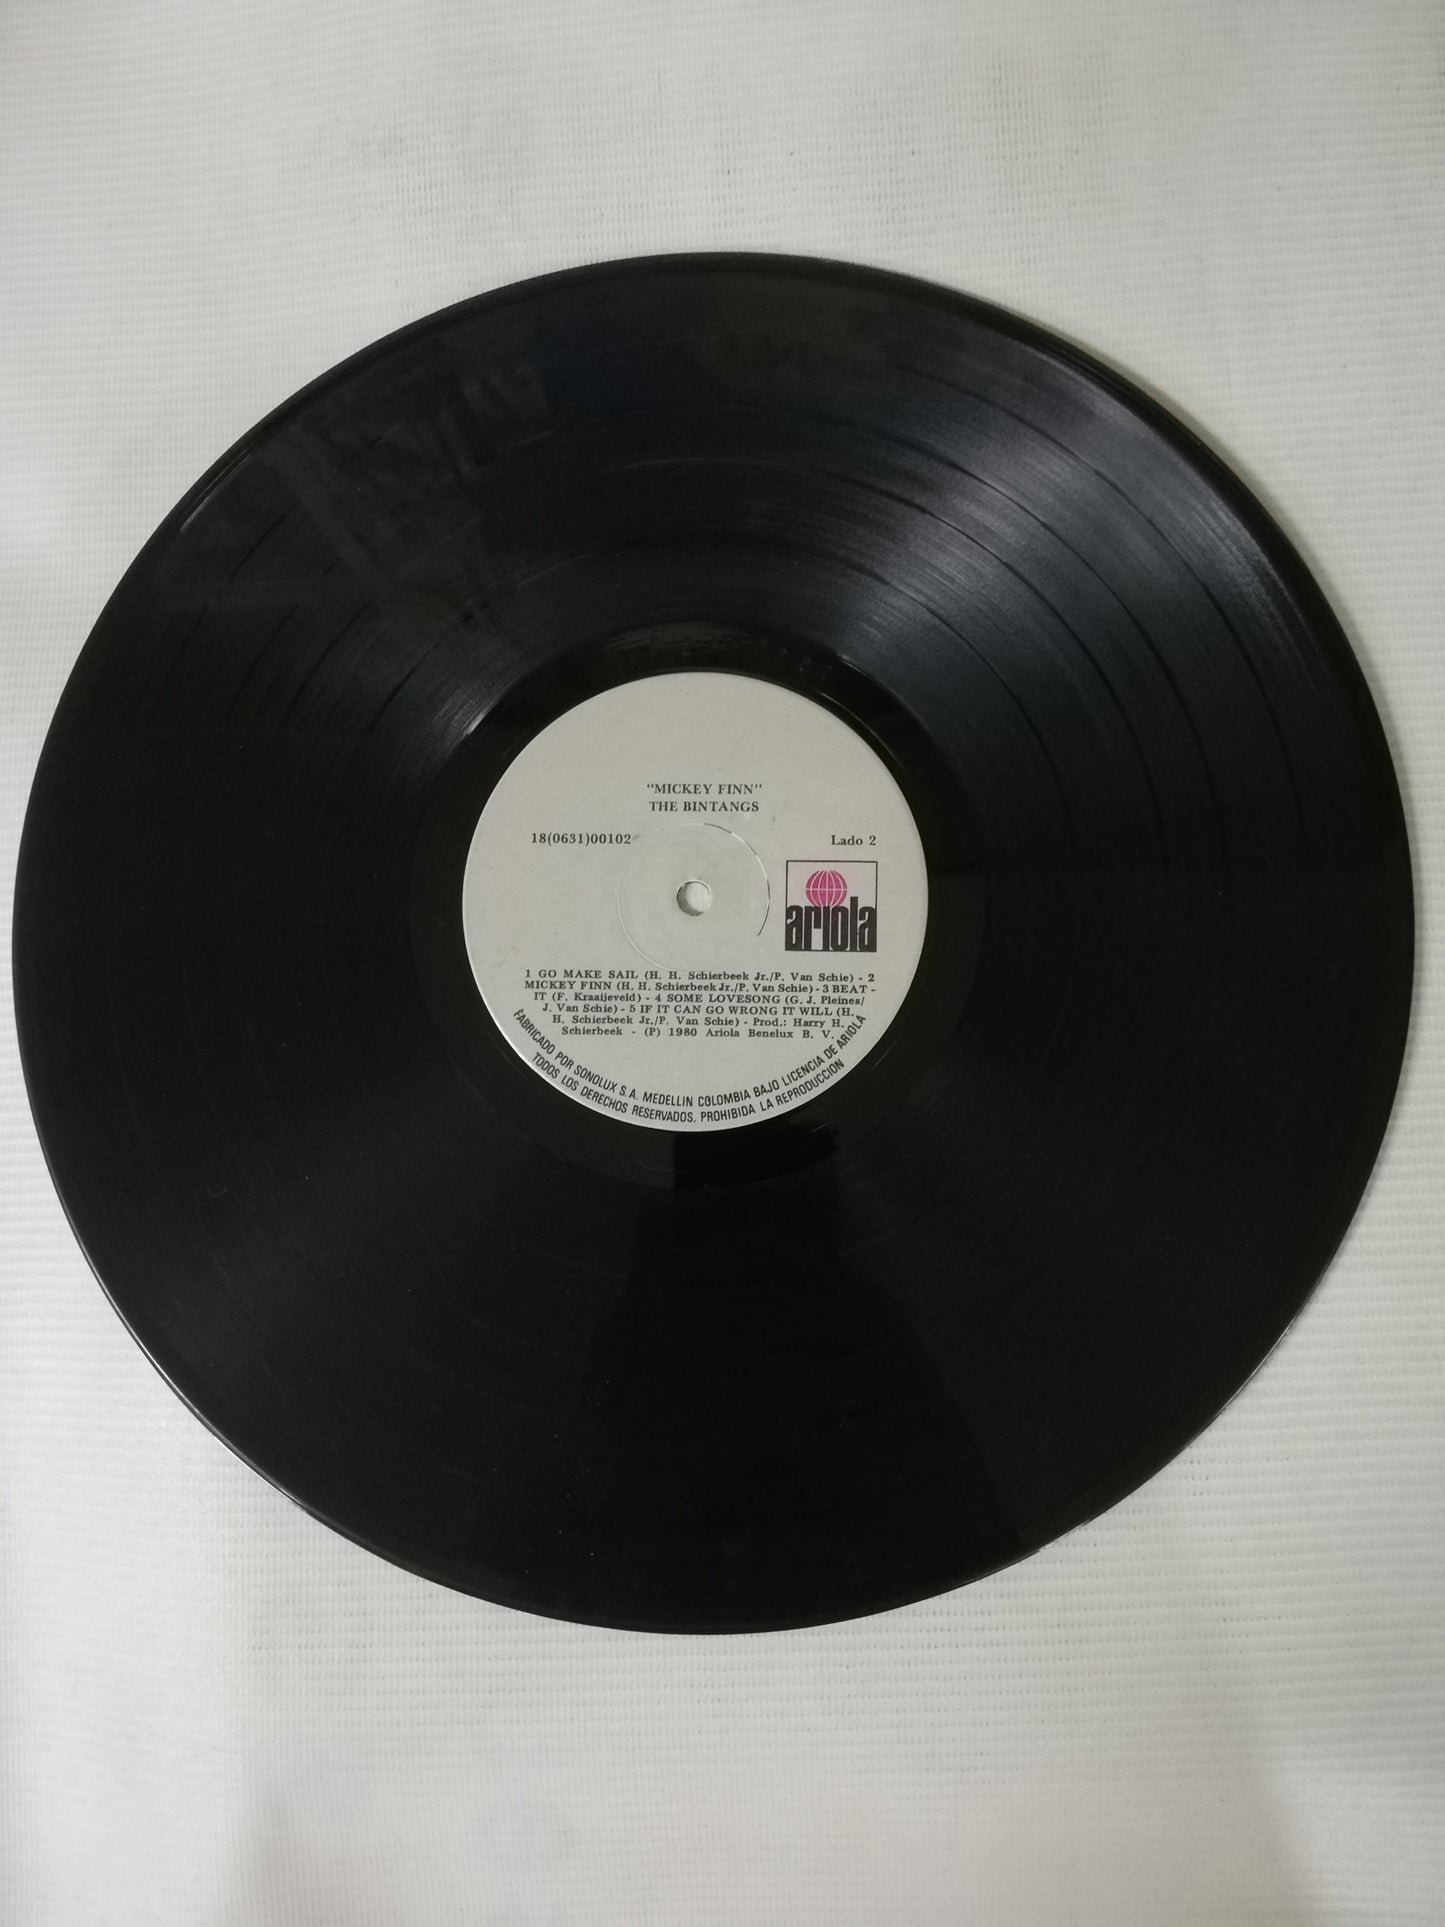 "MICKEY FINN"
THE BINTANGS
18(0631)00102
Lado 2
ariola
1 GO MAKE SAIL (H. H. Schierbeek Jr./P. Van Schie) - 2
MICKEY FINN (H. H. Schierbeek Jr./P. Van Schie) - 3 BEAT -
IT (F. Kraaijeveld) - 4 SOME LOVESONG (G. J. Pleines/
J. Van Schie) - 5 IF IT CAN GO WRONG IT WILL (H.
H. Schierbeek Jr./P. Van Schie) - Prod.: Harry H.
Schierbeek - (P) 1980 Ariola Benelux B. V.
FABRICADO POR SONOLUX S.A. MEDELLIN COLOMBIA BAJO LICENCIA DE ARIOLA
TODOS LOS DERECHOS RESERVADOS, PROHIBIDA LA REPRODUCCION